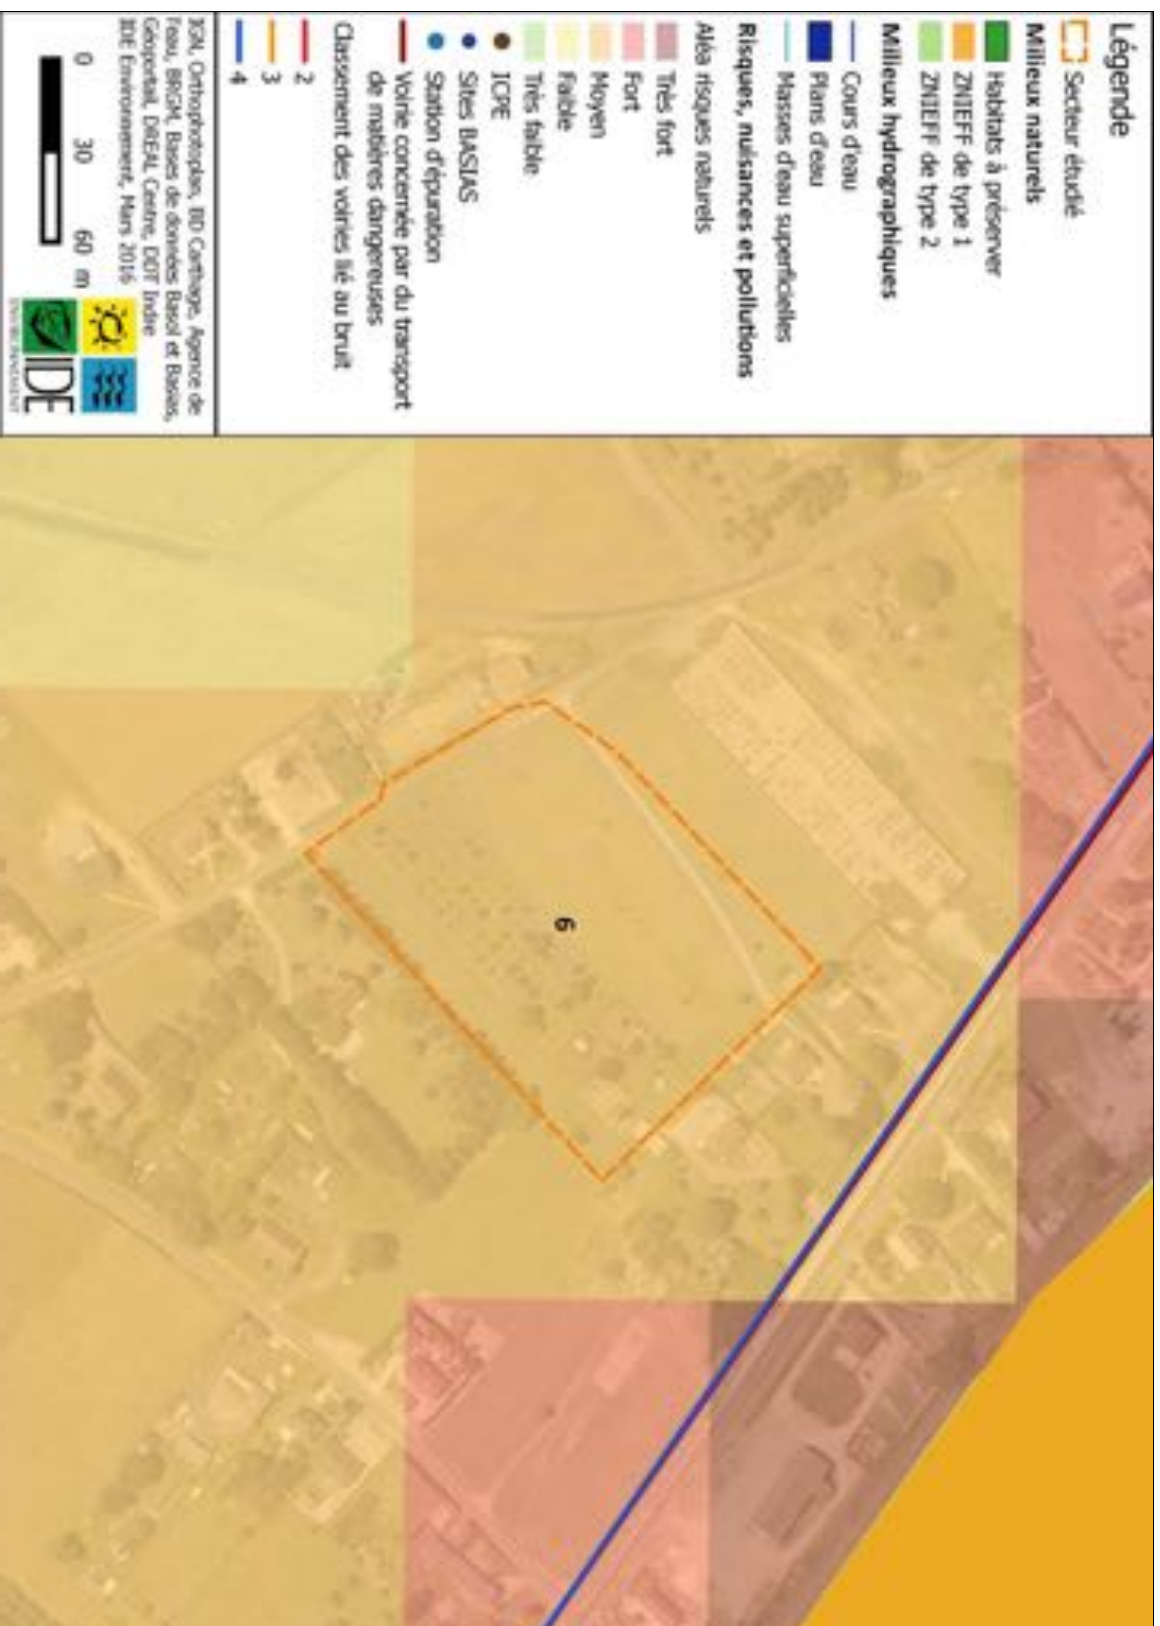 Légende
Secteur étudié
Milieux naturels
Habitats à préserver
ZNIEFF de type 1
ZNIEFF de type 2
Milieux hydrographiques
Cours d'eau
Plans d'eau
Masses d'eau superficielles
Risques, nuisances et pollutions
Aléa risques naturels
Très fort
Fort
Moyen
Faible
Très faible
ICPE
Sites BASIAS
Station d'épuration
Voirie concernée par du transport
de matières dangereuses
Classement des voiries lié au bruit
2
3
4
IGN, Orthophotoplan, BD Carthage, Agence de
l'eau, BRGM, Bases de données Basol et Basias,
Géoportail, DREAL Centre, DDT Indre
IDE Environnement, Mars 2016
0 30 60 m
IDE
ENVIRONNEMENT
6